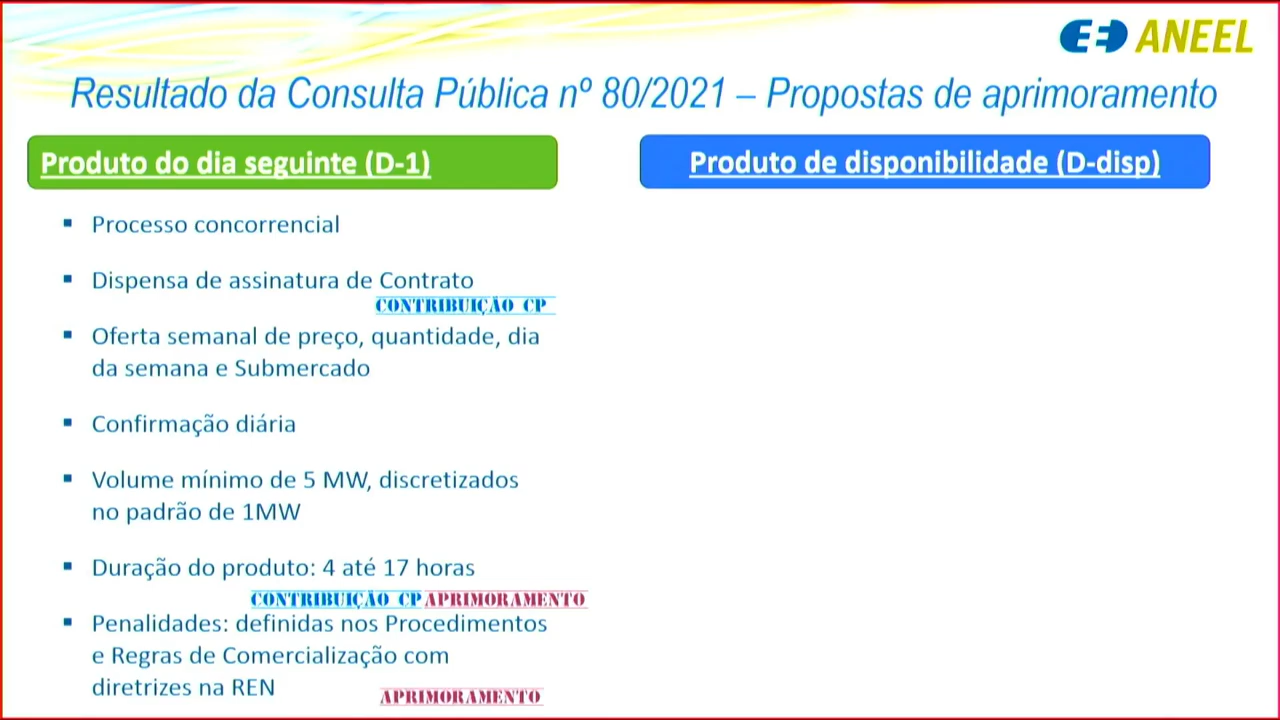 ANEEL
Resultado da Consulta Pública nº 80/2021 – Propostas de aprimoramento
Produto do dia seguinte (D-1)
Produto de disponibilidade (D-disp)
▪ Processo concorrencial
▪ Dispensa de assinatura de Contrato
CONTRIBUIÇÃO CP
▪ Oferta semanal de preço, quantidade, dia
da semana e Submercado
▪ Confirmação diária
▪ Volume mínimo de 5 MW, discretizados
no padrão de 1MW
▪ Duração do produto: 4 até 17 horas
CONTRIBUIÇÃO CP APRIMORAMENTO
▪ Penalidades: definidas nos Procedimentos
e Regras de Comercialização com
diretrizes na REN
APRIMORAMENTO